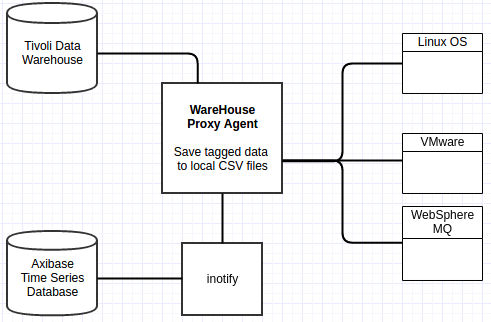 Tivoli Data
Warehouse
WareHouse
Proxy Agent
Save tagged data
to local CSV files
Linux OS
VMware
WebSphere
MQ
Axibase
Time Series
Database
inotify